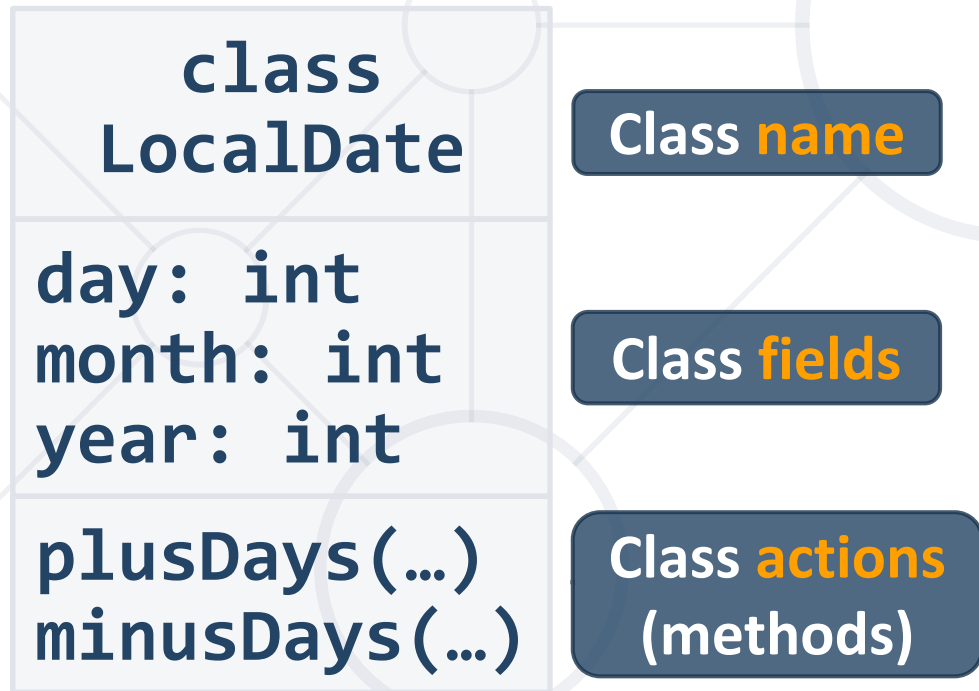 class
LocalDate
Class name
day: int
month: int
year: int
Class fields
plusDays(…)
minusDays(…)
Class actions
(methods)